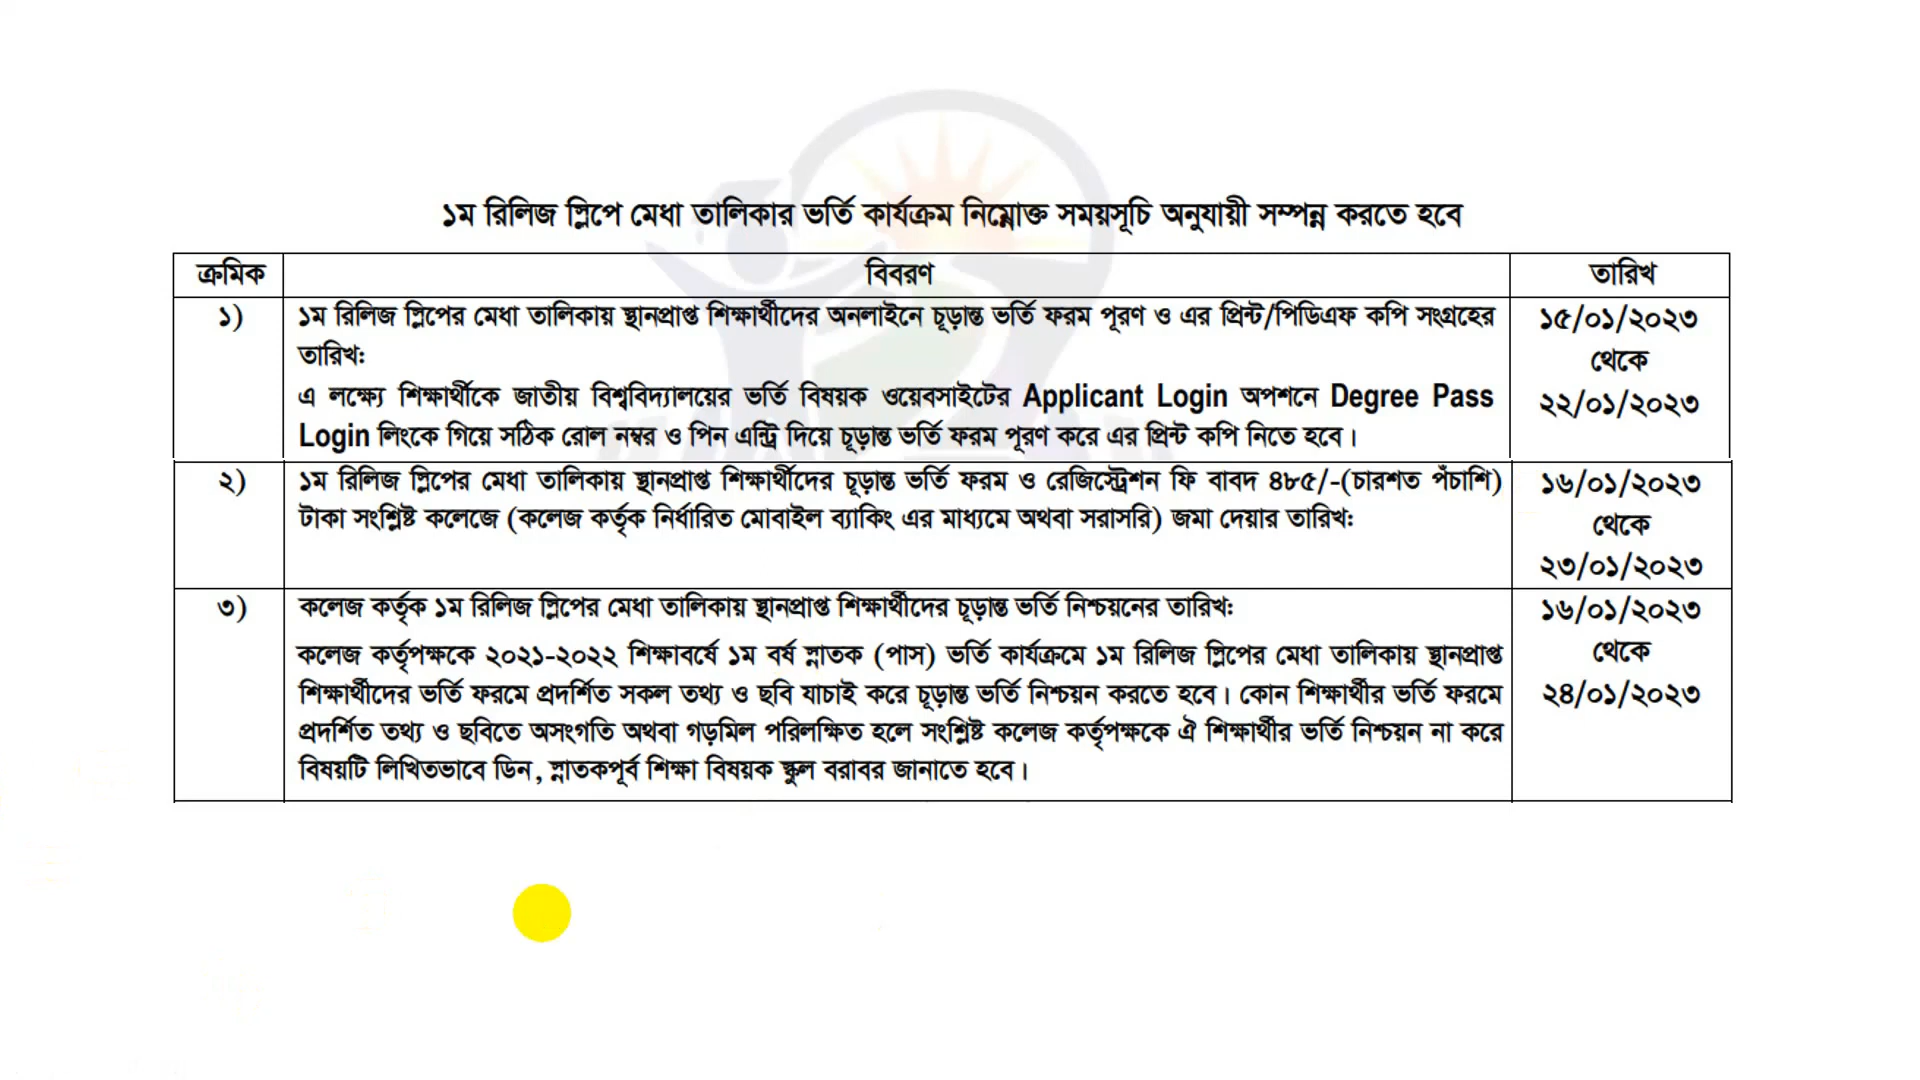 ১ম রিলিজ স্লিপে মেধা তালিকার ভর্তি কার্যক্রম নিম্নোক্ত সময়সূচি অনুযায়ী সম্পন্ন করতে হবে
ক্রমিক বিবরণ তারিখ
১) ১ম রিলিজ স্লিপের মেধা তালিকায় স্থানপ্রাপ্ত শিক্ষার্থীদের অনলাইনে চূড়ান্ত ভর্তি ফরম পূরণ ও এর প্রিন্ট/পিডিএফ কপি সংগ্রহের
তারিখ:
এ লক্ষ্যে শিক্ষার্থীকে জাতীয় বিশ্ববিদ্যালয়ের ভর্তি বিষয়ক ওয়েবসাইটের Applicant Login অপশনে Degree Pass
Login লিংকে গিয়ে সঠিক রোল নম্বর ও পিন এন্ট্রি দিয়ে চূড়ান্ত ভর্তি ফরম পূরণ করে এর প্রিন্ট কপি নিতে হবে।
১৫/০১/২০২৩
থেকে
২২/০১/২০২৩
২) ১ম রিলিজ স্লিপের মেধা তালিকায় স্থানপ্রাপ্ত শিক্ষার্থীদের চূড়ান্ত ভর্তি ফরম ও রেজিস্ট্রেশন ফি বাবদ ৪৮৫/-(চারশত পঁচাশি)
টাকা সংশ্লিষ্ট কলেজে (কলেজ কর্তৃক নির্ধারিত মোবাইল ব্যাকিং এর মাধ্যমে অথবা সরাসরি) জমা দেয়ার তারিখ:
১৬/০১/২০২৩
থেকে
২৩/০১/২০২৩
৩) কলেজ কর্তৃক ১ম রিলিজ স্লিপের মেধা তালিকায় স্থানপ্রাপ্ত শিক্ষার্থীদের চূড়ান্ত ভর্তি নিশ্চয়নের তারিখ:
কলেজ কর্তৃপক্ষকে ২০২১-২০২২ শিক্ষাবর্ষে ১ম বর্ষ স্নাতক (পাস) ভর্তি কার্যক্রমে ১ম রিলিজ স্লিপের মেধা তালিকায় স্থানপ্রাপ্ত
শিক্ষার্থীদের ভর্তি ফরমে প্রদর্শিত সকল তথ্য ও ছবি যাচাই করে চূড়ান্ত ভর্তি নিশ্চয়ন করতে হবে। কোন শিক্ষার্থীর ভর্তি ফরমে
প্রদর্শিত তথ্য ও ছবিতে অসংগতি অথবা গড়মিল পরিলক্ষিত হলে সংশ্লিষ্ট কলেজ কর্তৃপক্ষকে ঐ শিক্ষার্থীর ভর্তি নিশ্চয়ন না করে
বিষয়টি লিখিতভাবে ডিন, স্নাতকপূর্ব শিক্ষা বিষয়ক স্কুল বরাবর জানাতে হবে।
১৬/০১/২০২৩
থেকে
২৪/০১/২০২৩